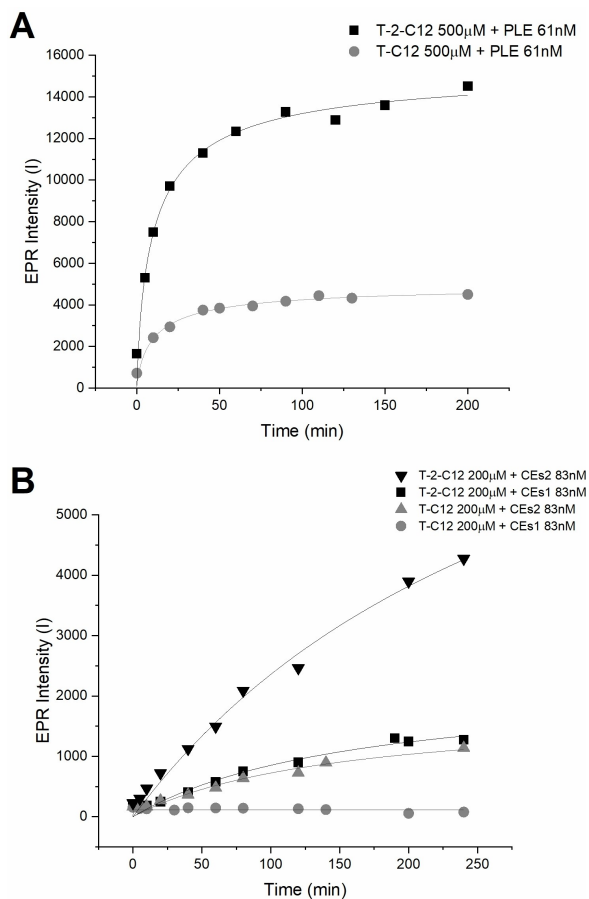 A
T-2-C12 500μM + PLE 61nM
T-C12 500μM + PLE 61nM
16000
14000
12000
10000
8000
6000
4000
2000
0
EPR Intensity (I)
0 50 100 150 200
Time (min)
B
T-2-C12 200μM + CEs2 83nM
T-2-C12 200μM + CEs1 83nM
T-C12 200μM + CEs2 83nM
T-C12 200μM + CEs1 83nM
5000
4000
3000
2000
1000
0
EPR Intensity (I)
0 50 100 150 200 250
Time (min)